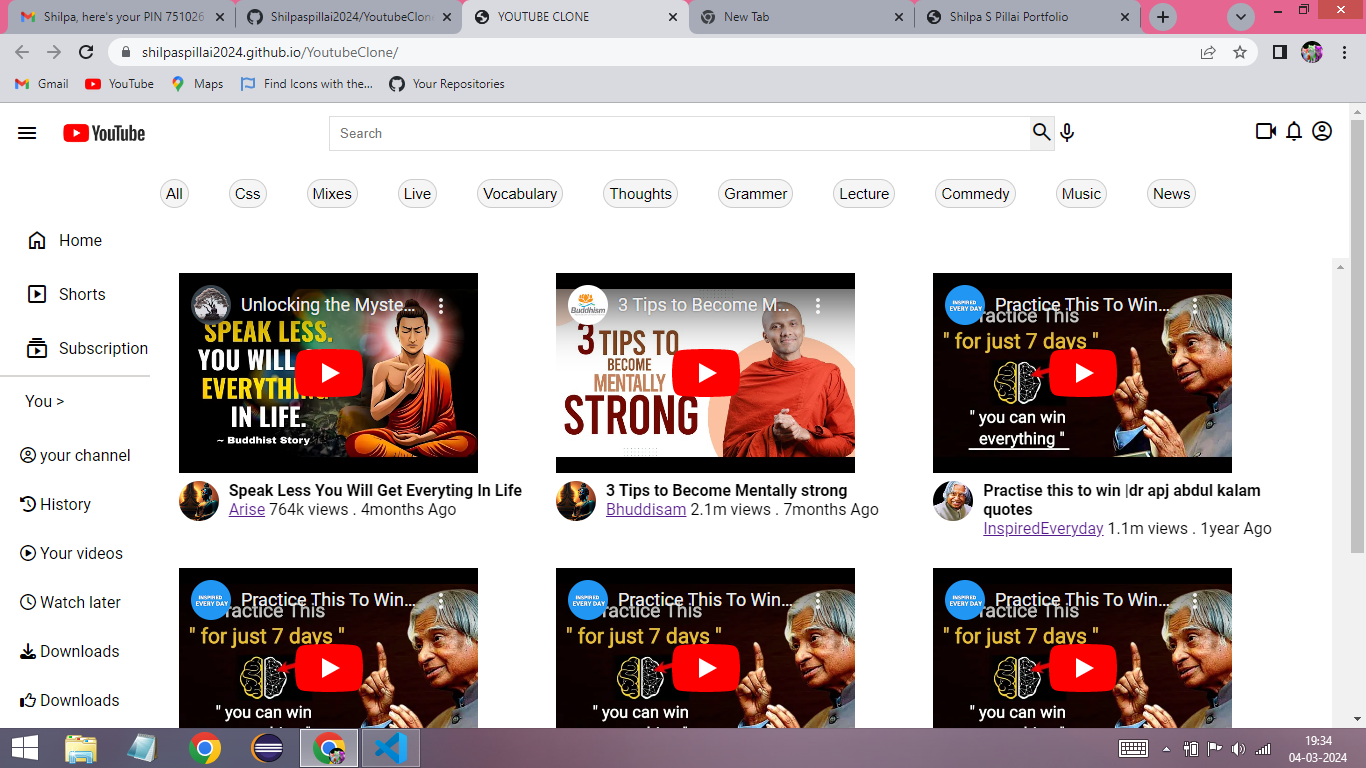 Shilpa, here's your PIN 751026
Shilpaspillai2024/YoutubeClone
YOUTUBE CLONE
New Tab
Shilpa S Pillai Portfolio
shilpaspillai2024.github.io/YoutubeClone/
Gmail
YouTube
Maps
Find Icons with the...
Your Repositories
YouTube
Search
All
Css
Mixes
Live
Vocabulary
Thoughts
Grammer
Lecture
Commedy
Music
News
Home
Shorts
Subscription
You >
your channel
History
Your videos
Watch later
Downloads
Downloads
Unlocking the Myste...
SPEAK LESS.
YOU WILL
EVERYTHING
IN LIFE.
~ Buddhist Story
Speak Less You Will Get Everyting In Life
Arise 764k views . 4months Ago
Buddhism
3 Tips to Become M...
3 TIPS TO
BECOME
MENTALLY
STRONG
3 Tips to Become Mentally strong
Bhuddisam 2.1m views . 7months Ago
INSPIRED
EVERY DAY
Practice This To Win...
Practice This
" for just 7 days "
" you can win
everything "
Practise this to win |dr apj abdul kalam
quotes
InspiredEveryday 1.1m views . 1year Ago
INSPIRED
EVERY DAY
Practice This To Win...
Practice This
" for just 7 days "
" you can win
INSPIRED
EVERY DAY
Practice This To Win...
Practice This
" for just 7 days "
" you can win
INSPIRED
EVERY DAY
Practice This To Win...
Practice This
" for just 7 days "
" you can win
19:34
04-03-2024